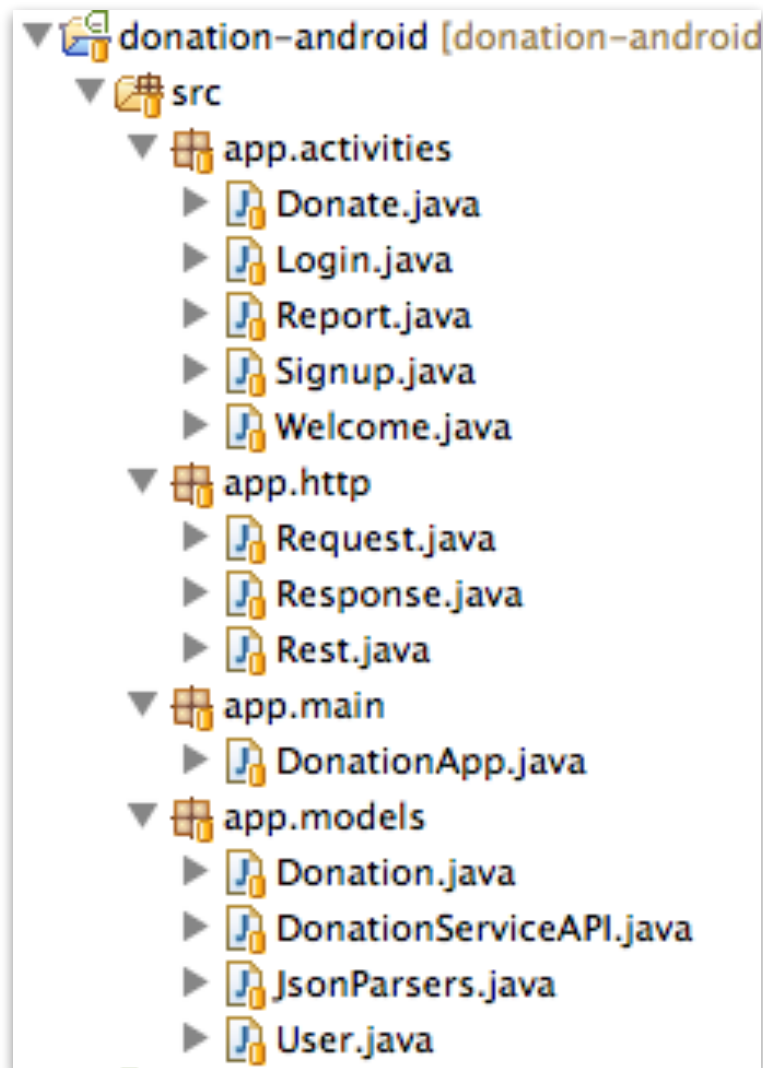 donation-android [donation-android
src
app.activities
Donate.java
Login.java
Report.java
Signup.java
Welcome.java
app.http
Request.java
Response.java
Rest.java
app.main
DonationApp.java
app.models
Donation.java
DonationServiceAPI.java
JsonParsers.java
User.java